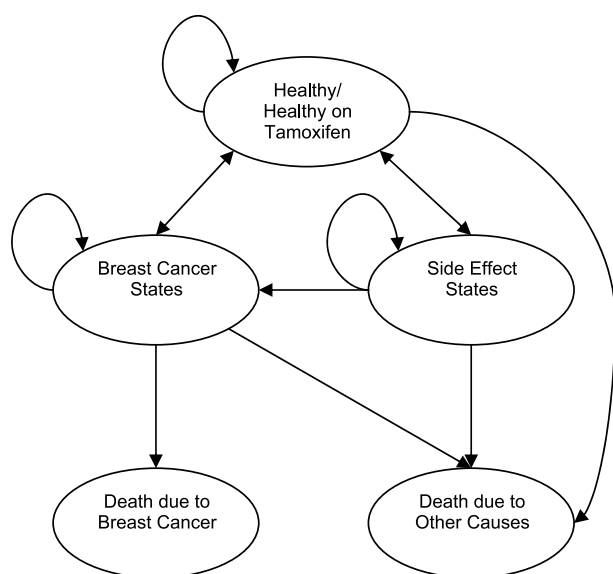 Healthy/
Healthy on
Tamoxifen
Breast Cancer
States
Side Effect
States
Death due to
Breast Cancer
Death due to
Other Causes